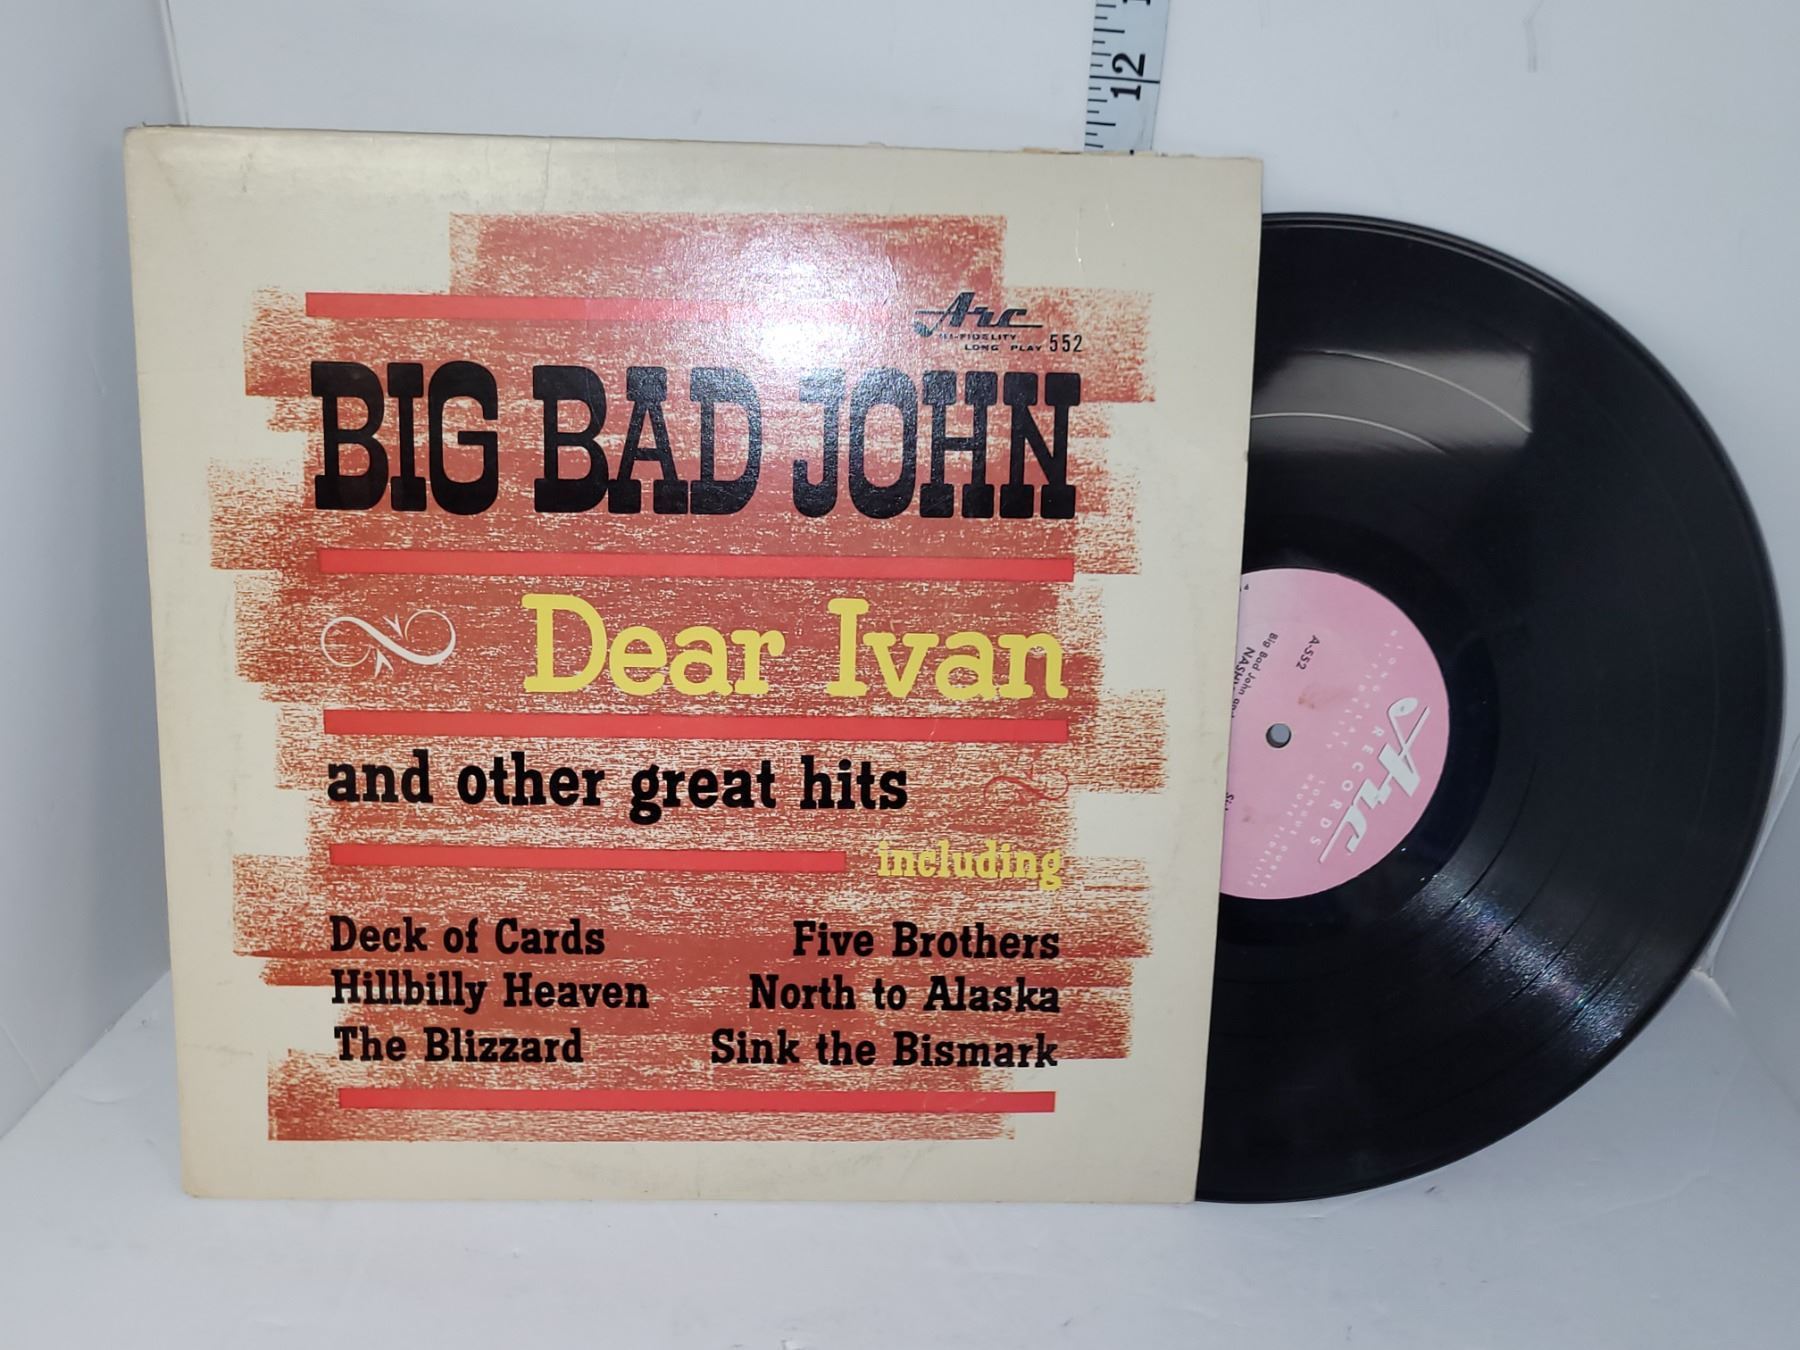 12
Arc
HI-FIDELITY
LONG PLAY 552
BIG BAD JOHN
Dear Ivan
and other great hits
including
Deck of Cards
Five Brothers
Hillbilly Heaven
North to Alaska
The Blizzard
Sink the Bismark
A-552
Big Bad John
Arc
RECORDS